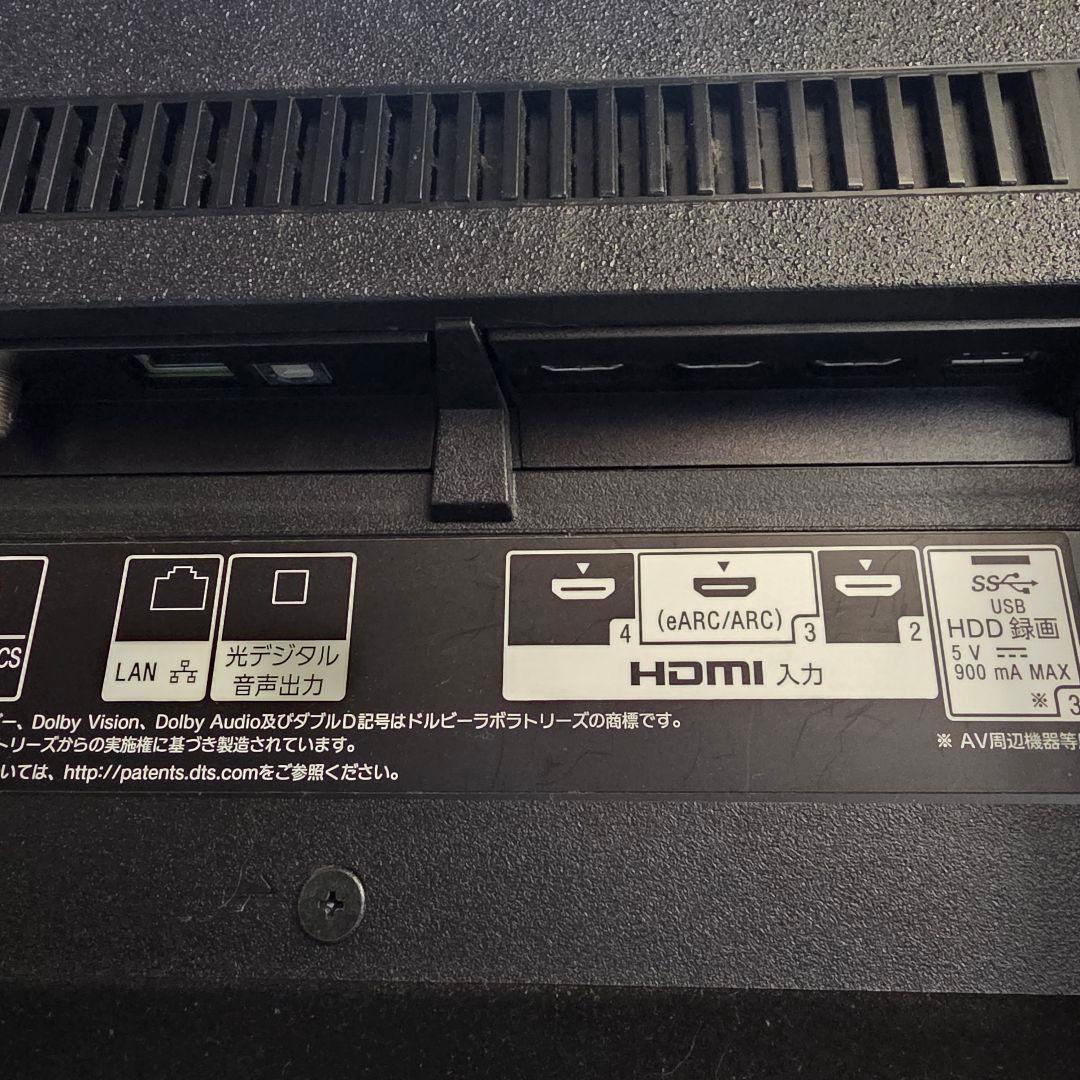 CS
LAN
光デジタル
音声出力
4
(eARC/ARC)
3
2
HDMI 入力
SS
USB
HDD 録画
5 V
900 mA MAX
※
3
ー、Dolby Vision、Dolby Audio及びダブルD記号はドルビーラボラトリーズの商標です。
トリーズからの実施権に基づき製造されています。
いては、http://patents.dts.comをご参照ください。
※ AV周辺機器等